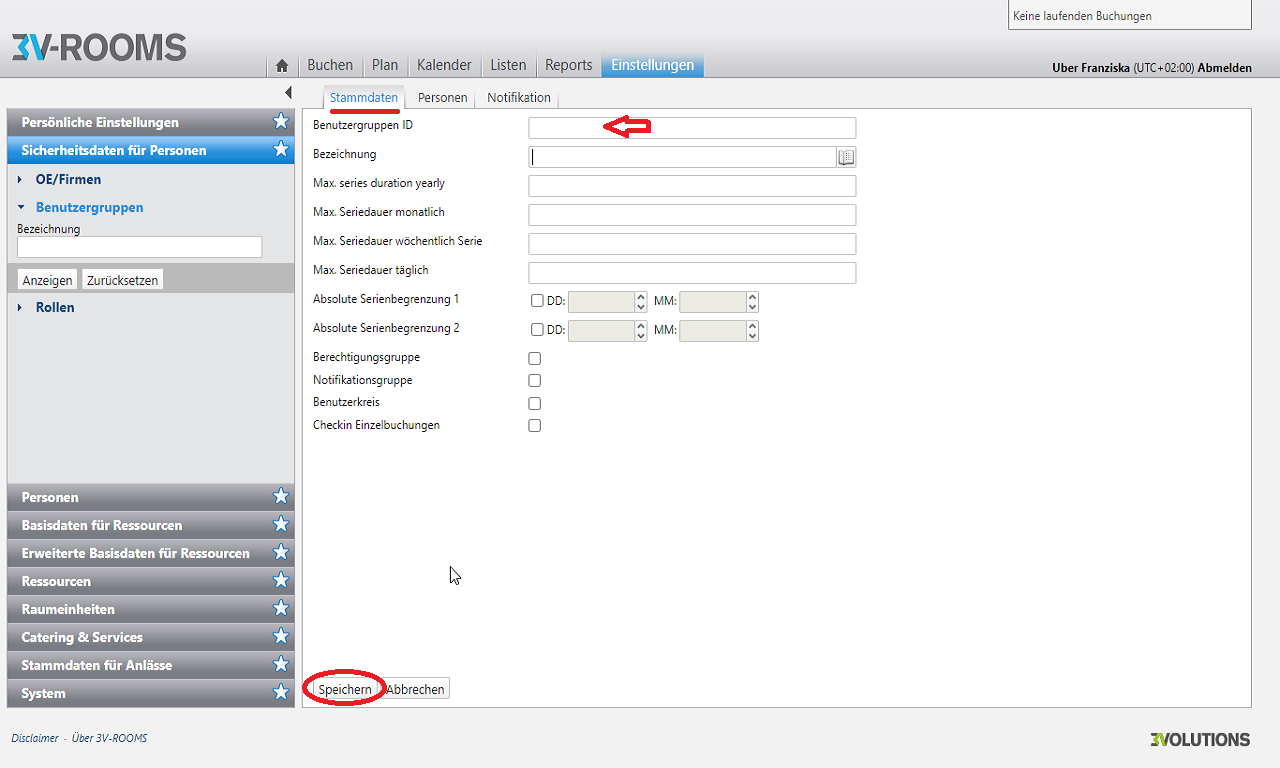 Keine laufenden Buchungen
3V-ROOMS
Buchen Plan Kalender Listen Reports Einstellungen
Uber Franziska (UTC+02:00) Abmelden
Stammdaten Personen Notifikation
Persönliche Einstellungen
Sicherheitsdaten für Personen
OE/Firmen
Benutzergruppen
Bezeichnung
Anzeigen Zurücksetzen
Rollen
Personen
Basisdaten für Ressourcen
Erweiterte Basisdaten für Ressourcen
Ressourcen
Raumeinheiten
Catering & Services
Stammdaten für Anlässe
System
Benutzergruppen ID
Bezeichnung
Max. series duration yearly
Max. Seriedauer monatlich
Max. Seriedauer wöchentlich Serie
Max. Seriedauer täglich
Absolute Serienbegrenzung 1 DD: MM:
Absolute Serienbegrenzung 2 DD: MM:
Berechtigungsgruppe
Notifikationsgruppe
Benutzerkreis
Checkin Einzelbuchungen
Speichern Abbrechen
Disclaimer - Über 3V-ROOMS
3VOLUTIONS